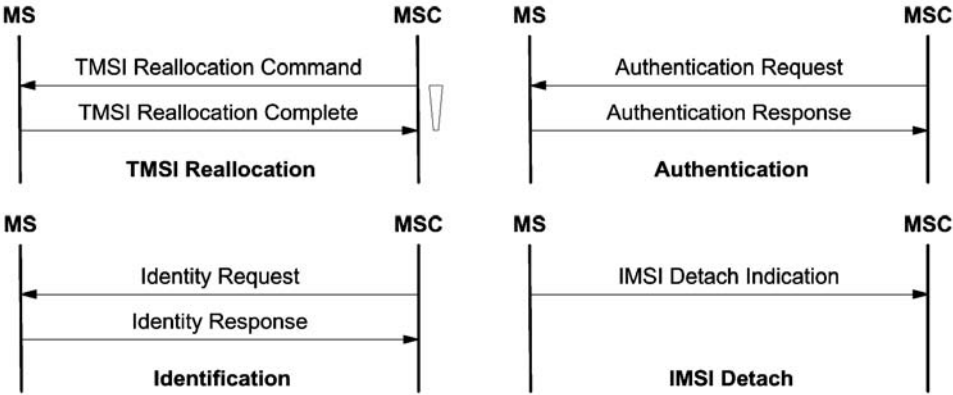 MS MSC
TMSI Reallocation Command
TMSI Reallocation Complete
TMSI Reallocation
MS MSC
Authentication Request
Authentication Response
Authentication
MS MSC
Identity Request
Identity Response
Identification
MS MSC
IMSI Detach Indication
IMSI Detach